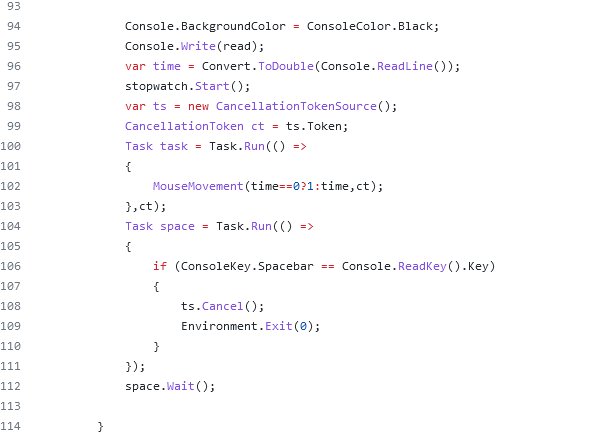 93
94 Console.BackgroundColor = ConsoleColor.Black;
95 Console.Write(read);
96 var time = Convert.ToDouble(Console.ReadLine());
97 stopwatch.Start();
98 var ts = new CancellationTokenSource();
99 CancellationToken ct = ts.Token;
100 Task task = Task.Run(() =>
101 {
102 MouseMovement(time==0?1:time,ct);
103 },ct);
104 Task space = Task.Run(() =>
105 {
106 if (ConsoleKey.Spacebar == Console.ReadKey().Key)
107 {
108 ts.Cancel();
109 Environment.Exit(0);
110 }
111 });
112 space.Wait();
113
114 }